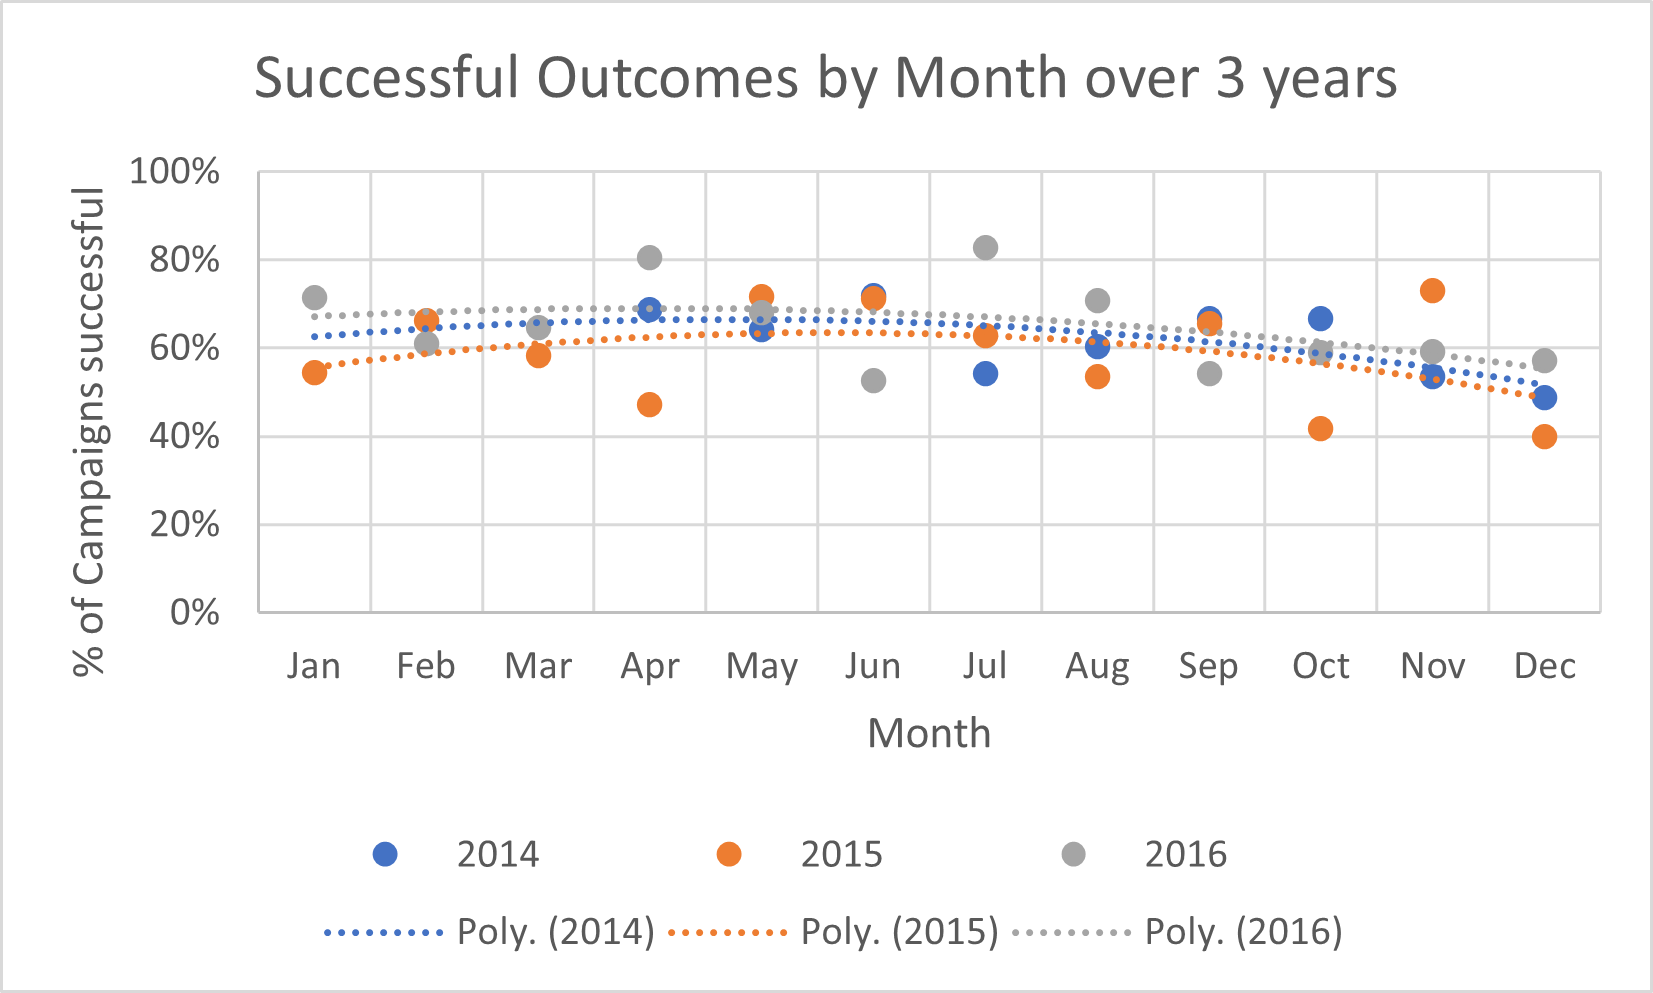 Successful Outcomes by Month over 3 years
% of Campaigns successful
100%
80%
60%
40%
20%
0%
Jan Feb Mar Apr May Jun Jul Aug Sep Oct Nov Dec
Month
2014 2015 2016
Poly. (2014) Poly. (2015) Poly. (2016)